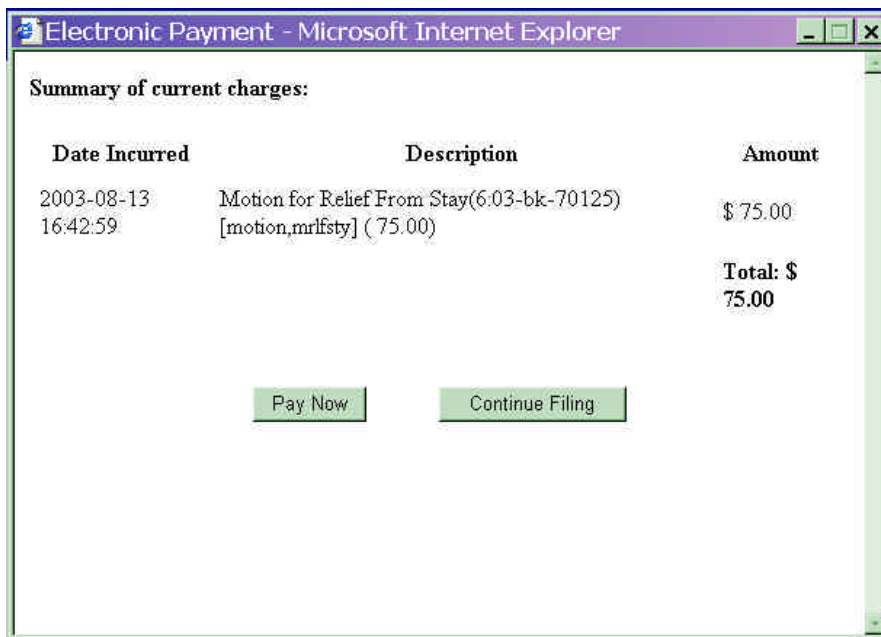 Electronic Payment - Microsoft Internet Explorer
Summary of current charges:
Date Incurred Description Amount
2003-08-13 Motion for Relief From Stay(6:03-bk-70125) $ 75.00
16:42:59 [motion,mrlfsty] ( 75.00)
Total: $
75.00
Pay Now Continue Filing